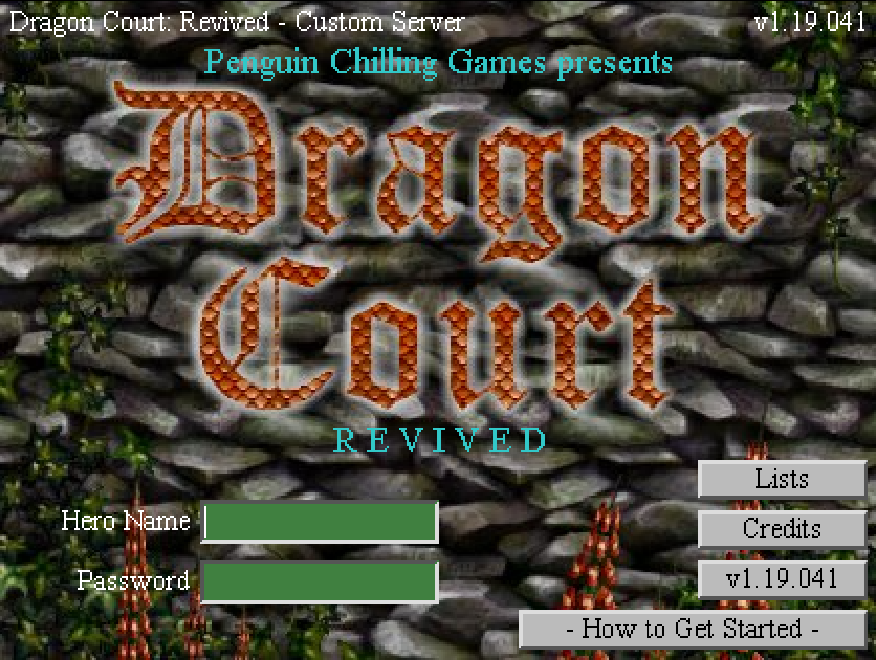 Dragon Court: Revived - Custom Server
v1.19.041
Penguin Chilling Games presents
Dragon
Court
REVIVED
Lists
Hero Name
Credits
Password
v1.19.041
- How to Get Started -